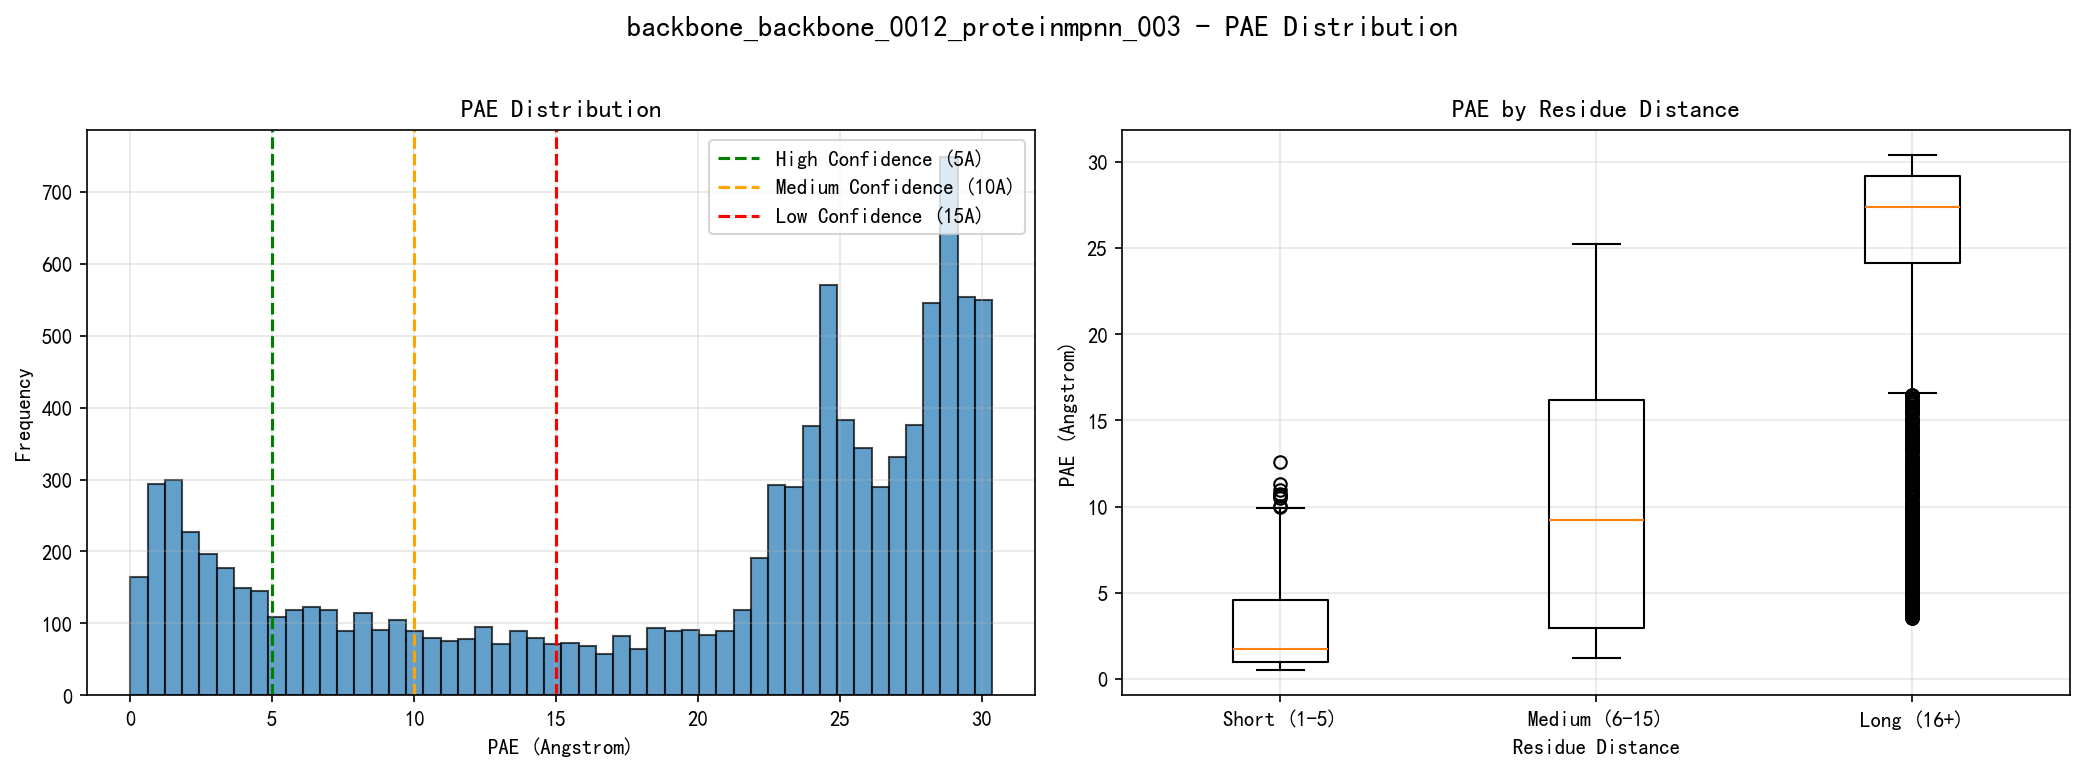 backbone_backbone_0012_proteinmpnn_003 - PAE Distribution
PAE Distribution
High Confidence (5A)
Medium Confidence (10A)
Low Confidence (15A)
Frequency
700
600
500
400
300
200
100
0
0 5 10 15 20 25 30
PAE (Angstrom)
PAE by Residue Distance
PAE (Angstrom)
30
25
20
15
10
5
0
Short (1-5) Medium (6-15) Long (16+)
Residue Distance